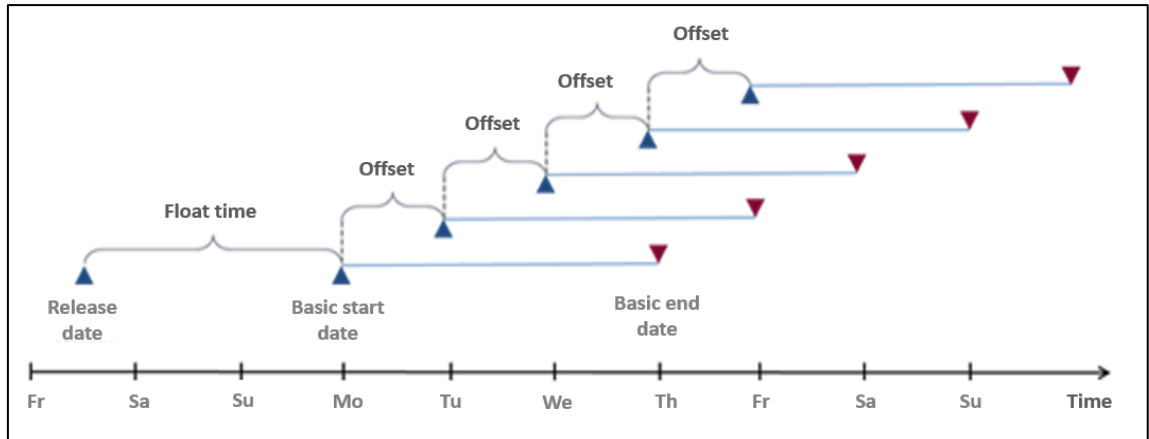 Offset
Offset
Offset
Offset
Float time
Release
date
Basic start
date
Basic end
date
Fr Sa Su Mo Tu We Th Fr Sa Su Time